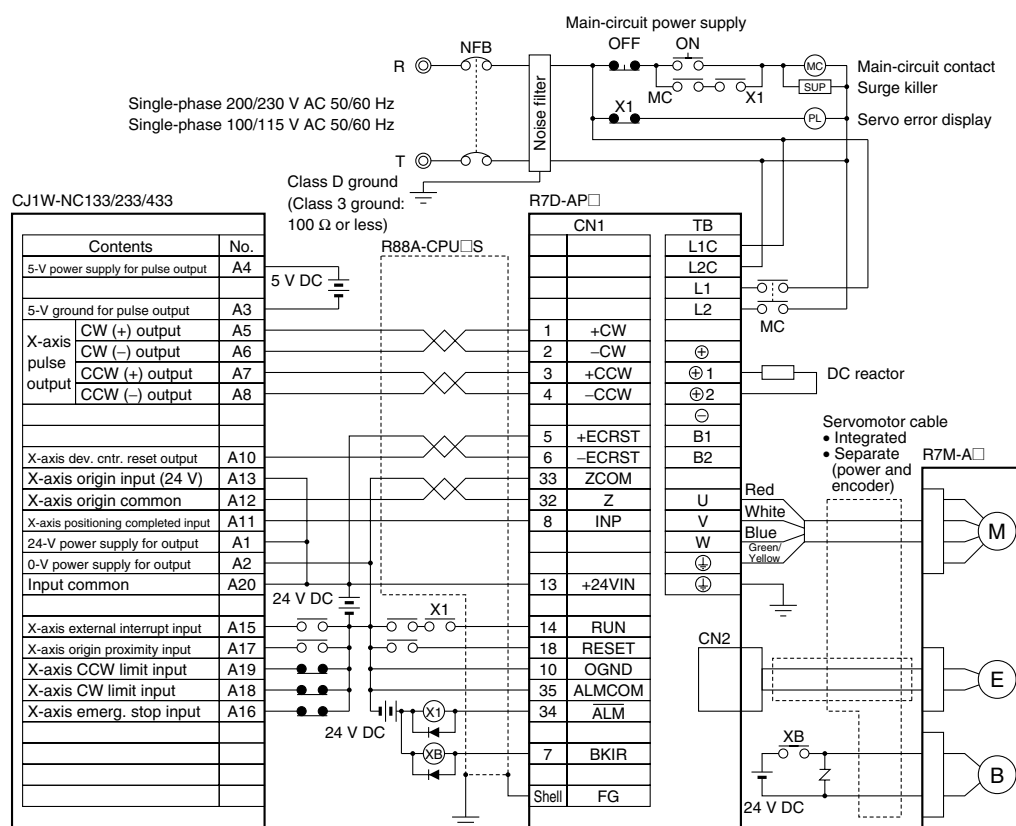 Main-circuit power supply
OFF ON
NFB
R
MC
Main-circuit contact
SUP
Surge killer
MC X1
Noise filter
Single-phase 200/230 V AC 50/60 Hz
Single-phase 100/115 V AC 50/60 Hz
X1
PL
Servo error display
T
Class D ground
(Class 3 ground:
100 Ω or less)
CJ1W-NC133/233/433
R7D-AP□
R88A-CPU□S
CN1 TB
Contents No.
L1C
5-V power supply for pulse output A4
L2C
5 V DC
L1
5-V ground for pulse output A3
L2
MC
X-axis pulse output
CW (+) output A5
1 +CW
CW (−) output A6
2 −CW
⊕
CCW (+) output A7
3 +CCW
⊕1
DC reactor
CCW (−) output A8
4 −CCW
⊕2
⊖
5 +ECRST B1
X-axis dev. cntr. reset output A10
6 −ECRST B2
Servomotor cable
• Integrated
• Separate
(power and
encoder)
R7M-A□
X-axis origin input (24 V) A13
33 ZCOM
X-axis origin common A12
32 Z U
Red
X-axis positioning completed input A11
8 INP V
White
M
24-V power supply for output A1
W
Blue
0-V power supply for output A2
Green/
Yellow
Input common A20
24 V DC
13 +24VIN
X1
X-axis external interrupt input A15
14 RUN
X-axis origin proximity input A17
18 RESET
CN2
X-axis CCW limit input A19
10 OGND
E
X-axis CW limit input A18
35 ALMCOM
X-axis emerg. stop input A16
24 V DC
X1
34 ALM
XB
7 BKIR
XB
B
24 V DC
Shell FG